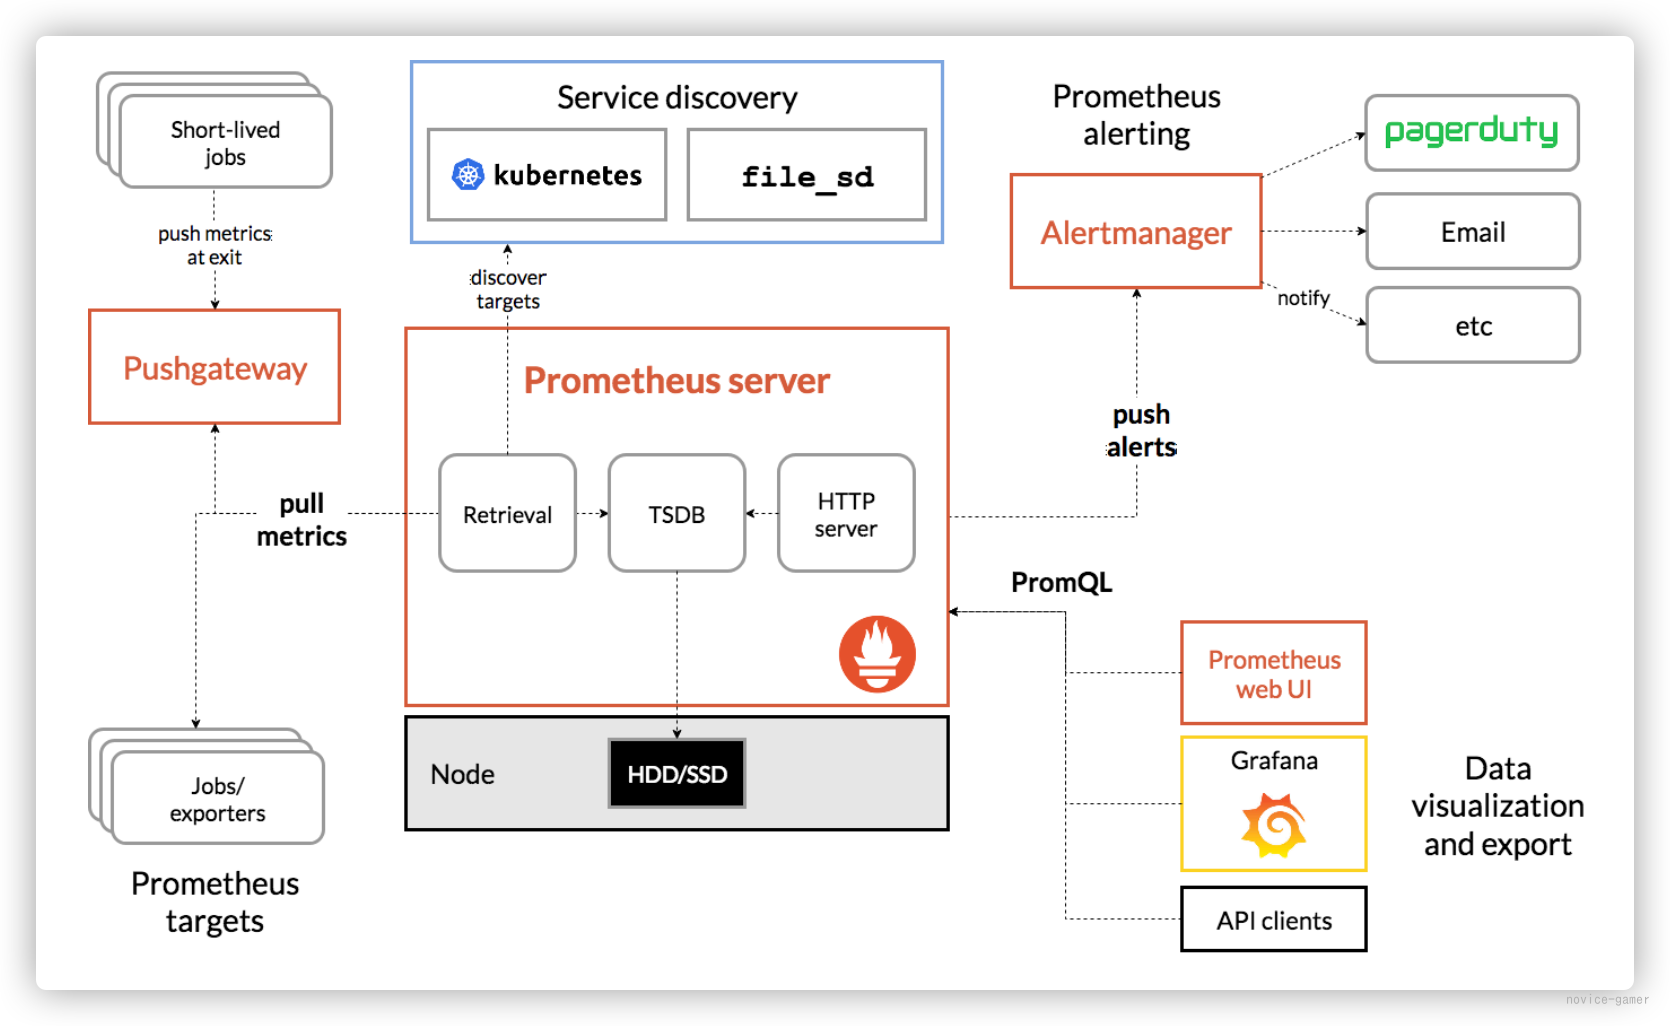 Short-lived
jobs
push metrics
at exit
Pushgateway
pull
metrics
Jobs/
exporters
Prometheus
targets
Service discovery
kubernetes
file_sd
discover
targets
Prometheus server
Retrieval
TSDB
HTTP
server
Node
HDD/SSD
Prometheus
alerting
Alertmanager
pagerduty
Email
notify
etc
push
alerts
PromQL
Prometheus
web UI
Grafana
API clients
Data
visualization
and export
novice-gamer